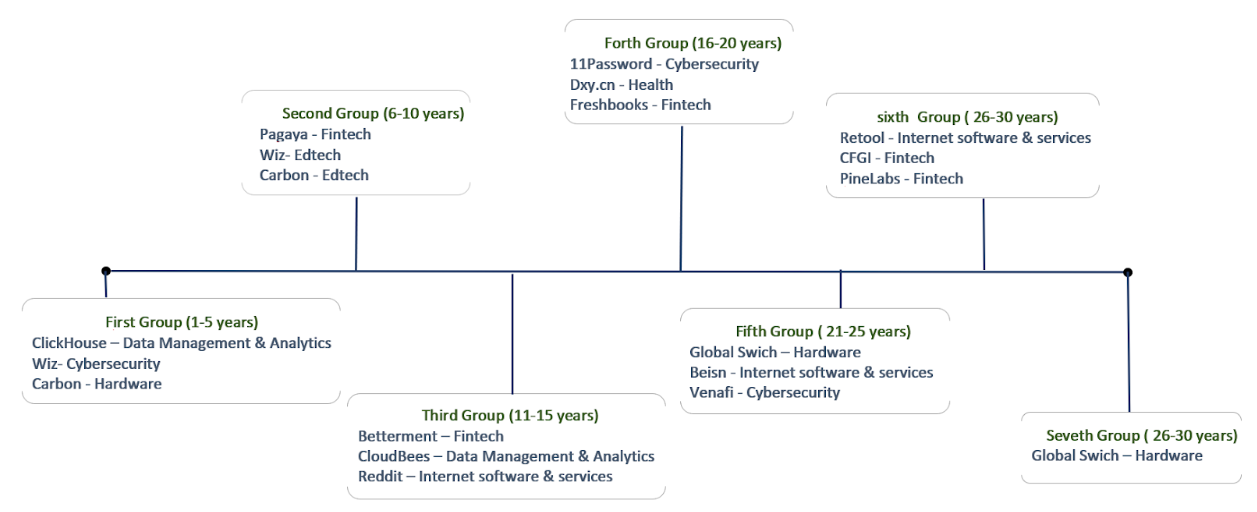 Forth Group (16-20 years)
11Password - Cybersecurity
Dxy.cn - Health
Freshbooks - Fintech
Second Group (6-10 years)
Pagaya - Fintech
Wiz- Edtech
Carbon - Edtech
sixth Group ( 26-30 years)
Retool - Internet software & services
CFGI - Fintech
PineLabs - Fintech
First Group (1-5 years)
ClickHouse – Data Management & Analytics
Wiz- Cybersecurity
Carbon - Hardware
Fifth Group ( 21-25 years)
Global Swich – Hardware
Beisn - Internet software & services
Venafi - Cybersecurity
Third Group (11-15 years)
Betterment – Fintech
CloudBees – Data Management & Analytics
Reddit – Internet software & services
Seveth Group ( 26-30 years)
Global Swich – Hardware